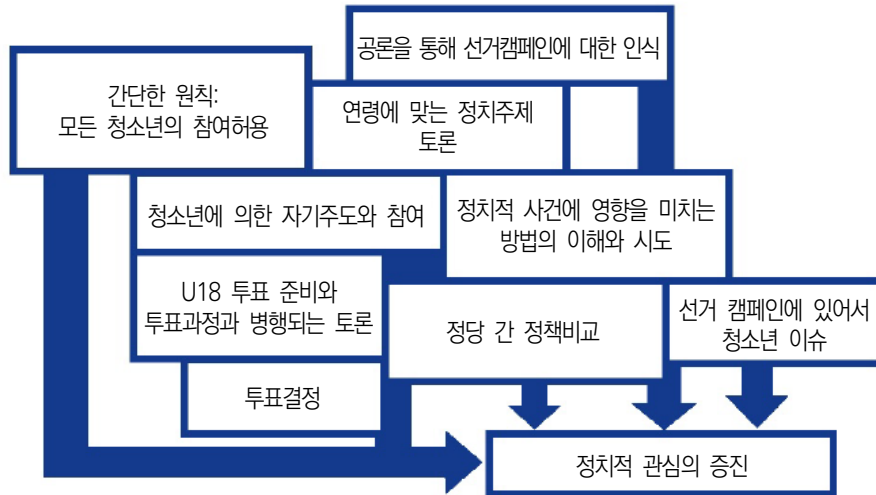 공론을 통해 선거캠페인에 대한 인식
간단한 원칙:
모든 청소년의 참여허용
연령에 맞는 정치주제
토론
청소년에 의한 자기주도와 참여
정치적 사건에 영향을 미치는
방법의 이해와 시도
U18 투표 준비와
투표과정과 병행되는 토론
정당 간 정책비교
선거 캠페인에 있어서
청소년 이슈
투표결정
정치적 관심의 증진